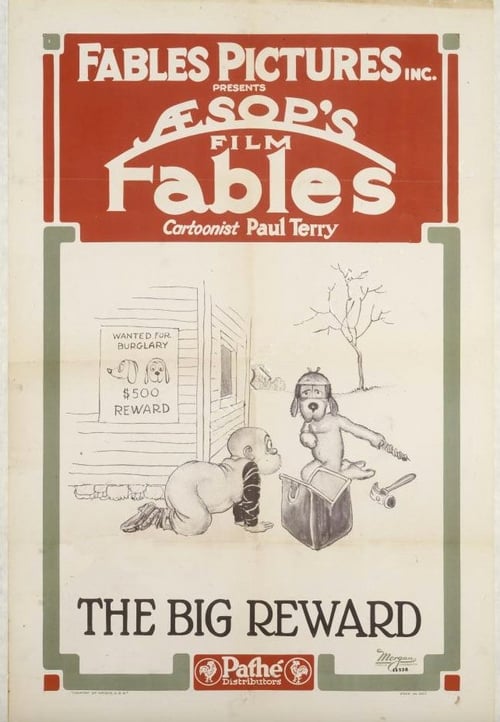 FABLES PICTURES INC.
PRESENTS
ÆSOP'S
FILM
Fables
Cartoonist Paul Terry
WANTED FOR
BURGLARY
$500
REWARD
THE BIG REWARD
Morgan
Pathé
Distributors